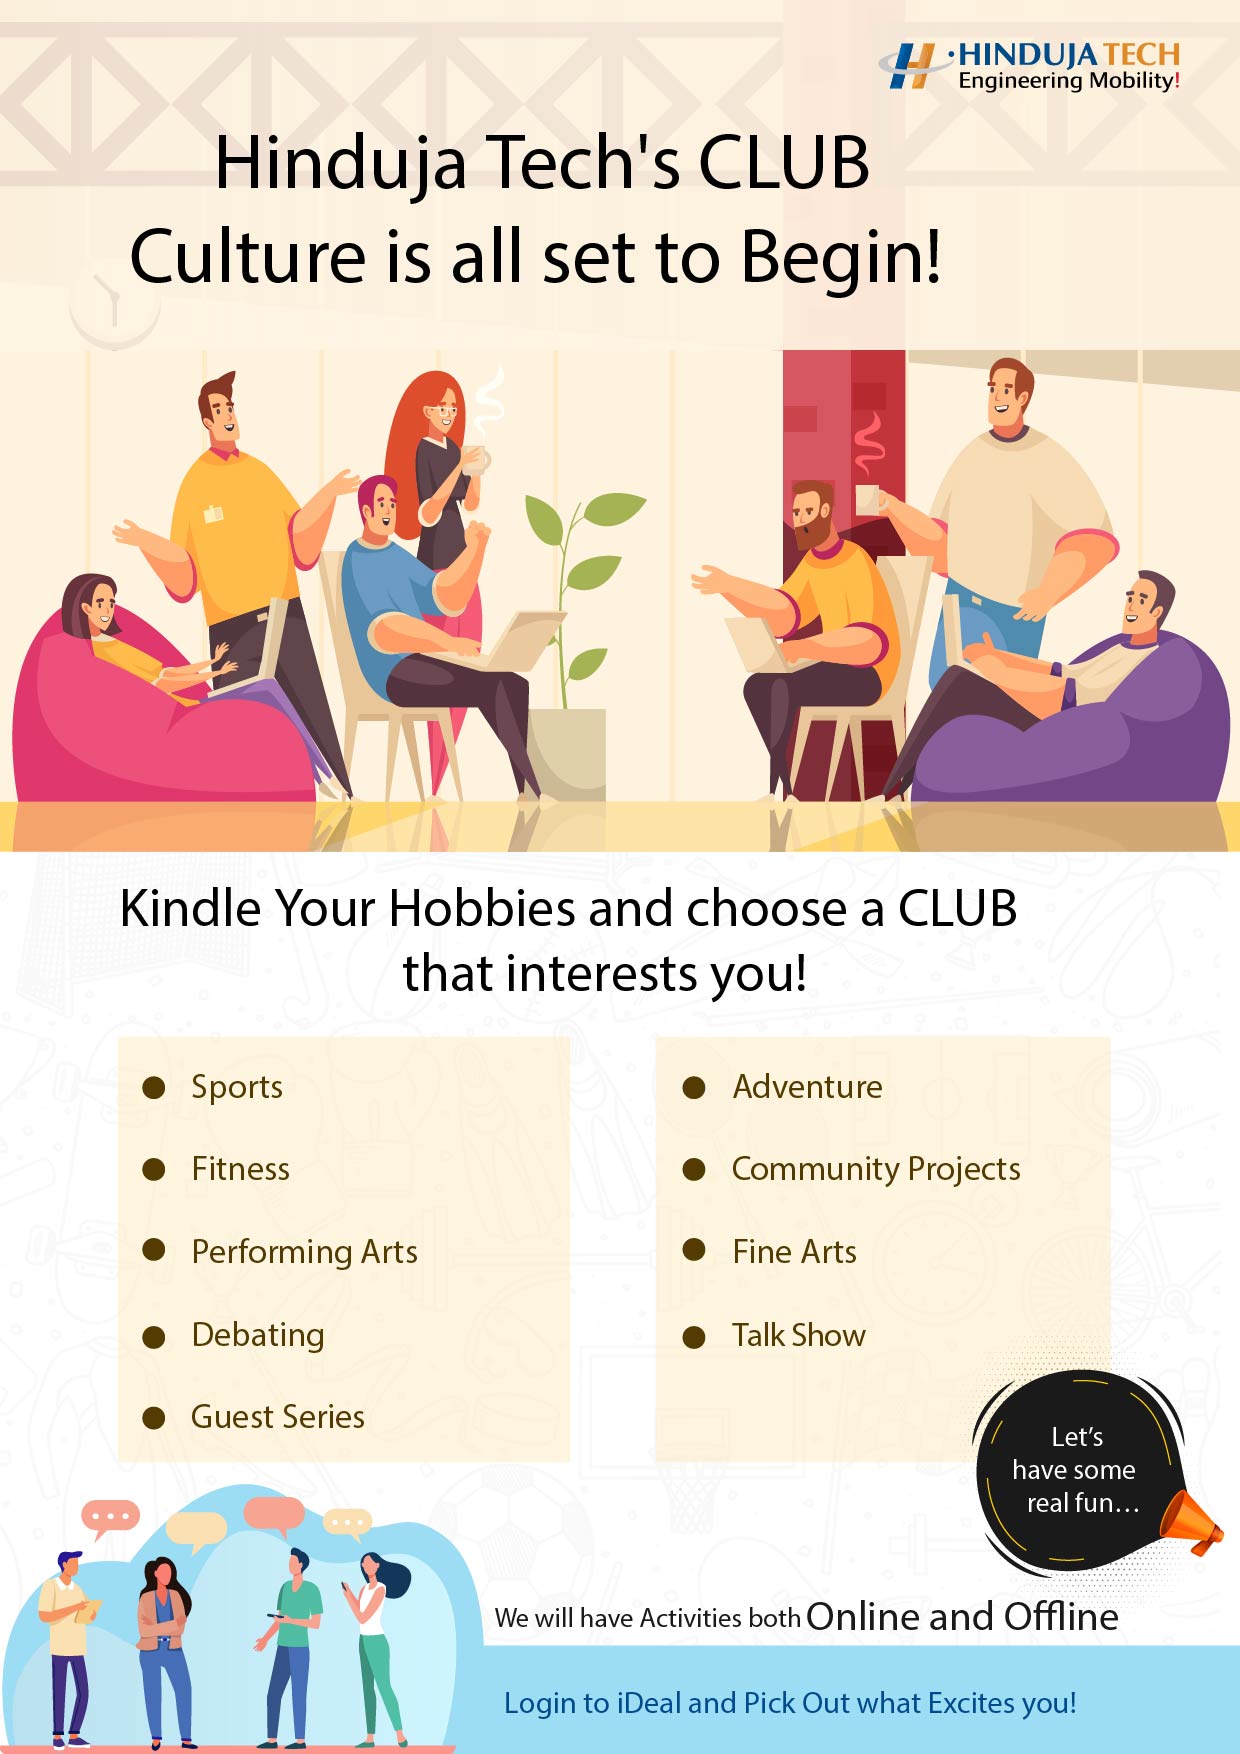 HINDUJA TECH
Engineering Mobility!
Hinduja Tech's CLUB
Culture is all set to Begin!
Kindle Your Hobbies and choose a CLUB
that interests you!
Sports
Fitness
Performing Arts
Debating
Guest Series
Adventure
Community Projects
Fine Arts
Talk Show
Let’s
have some
real fun...
We will have Activities both Online and Offline
Login to iDeal and Pick Out what Excites you!